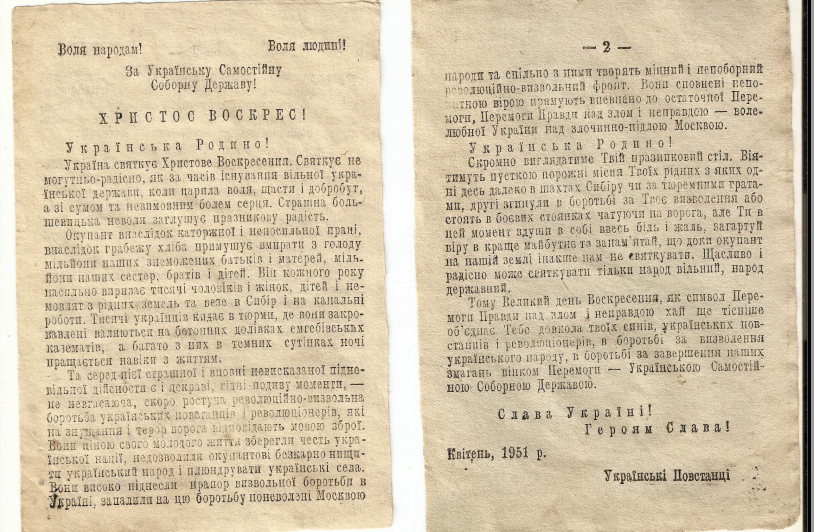 Воля народам! Воля людині!
За Українську Самостійну
Соборну Державу!
ХРИСТОС ВОСКРЕС!
Українська Родино!
Україна святкує Христове Воскресення. Святкує не
могутньо-радісно, як за часів існування вільної укра-
їнської держави, коли царила воля, щастя і добробут,
а зі сумом та невимовним болем серця. Страшна боль-
шевицька неволя заглушує празникову радість.
Окупант внаслідок каторжної і непосильної праці,
внаслідок грабежу хліба примушує вмирати з голоду
мільйони наших знеможених батьків і матерей, міль-
йони наших сестер, братів і дітей. Він кожного року
насильно вириває тисячі чоловіків і жінок, дітей і не-
мовлят з рідних земель та везе в Сибір і на канальні
роботи. Тисячі українців кидає в тюрми, де вони закро-
павлені валяються на бетонних долівках емгебівських
казематів, а багато з них в темних сутінках ночі
пращається навіки з життям.
Та серед цієї страшної і вповні невисказаної підне-
вільної дійсности є і яскраві, гідні подиву моменти, —
це невгасаюча, скоро ростуча революційно-визвольна
боротьба українських повстанців і революціонерів, які
на знущання і терор ворога відповідають мовою зброї.
Вони ціною свого молодого життя зберегли честь укра-
їнської нації, недозволили окупантові безкарно нищи-
ти український народ і плюндрувати українські села.
Вони високо піднесли прапор визвольної боротьби в
Україні, запалили на цю боротьбу поневолені Москвою
— 2 —
народи та спільно з ними творять міцний і непоборний
революційно-визвольний фронт. Вони сповнені непо-
хитною вірою прямують впевнено до остаточної Пере-
моги, Перемоги Правди над злом і неправдою — воле-
любної України над злочинно-підлою Москвою.
Українська Родино!
Скромно виглядатиме Твій празниковий стіл. Вія-
тимуть пусткою порожні місця Твоїх рідних з яких од-
ні десь далеко в шахтах Сибіру чи за тюремними грата-
ми, другі згинули в боротьбі за Твоє визволення або
стоять в боєвих стоянках чатуючи на ворога, але Ти в
цей момент здуши в собі ввесь біль і жаль, загартуй
віру в краще майбутнє та запам'ятай, що доки окупант
на нашій землі інакше нам не святкувати. Щасливо і
радісно може святкувати тільки народ вільний, народ
державний.
Тому Великий день Воскресення, як символ Пере-
моги Правди над злом і неправдою хай ще тісніше
об'єднає Тебе довкола твоїх синів, українських пов-
станців і революціонерів, в боротьбі за визволення
українського народу, в боротьбі за завершення наших
змагань вінком Перемоги — Українською Самостій-
ною Соборною Державою.
Слава Україні!
Героям Слава!
Квітень, 1951 р.
Українські Повстанці